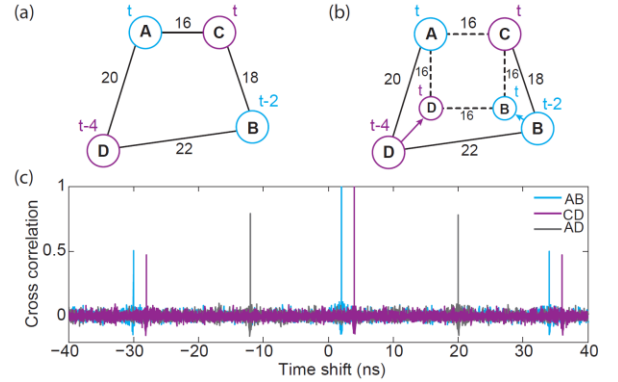 (a)
t 16 t
A C
20 18
t-2
t-4 B
D 22
(b)
t 16 t
A C
20 16 16 18
t t
D B t-2
t-4 16
D 22 B
(c)
1
0.5
0
Cross correlation
AB
CD
AD
−40 −30 −20 −10 0 10 20 30 40
Time shift (ns)